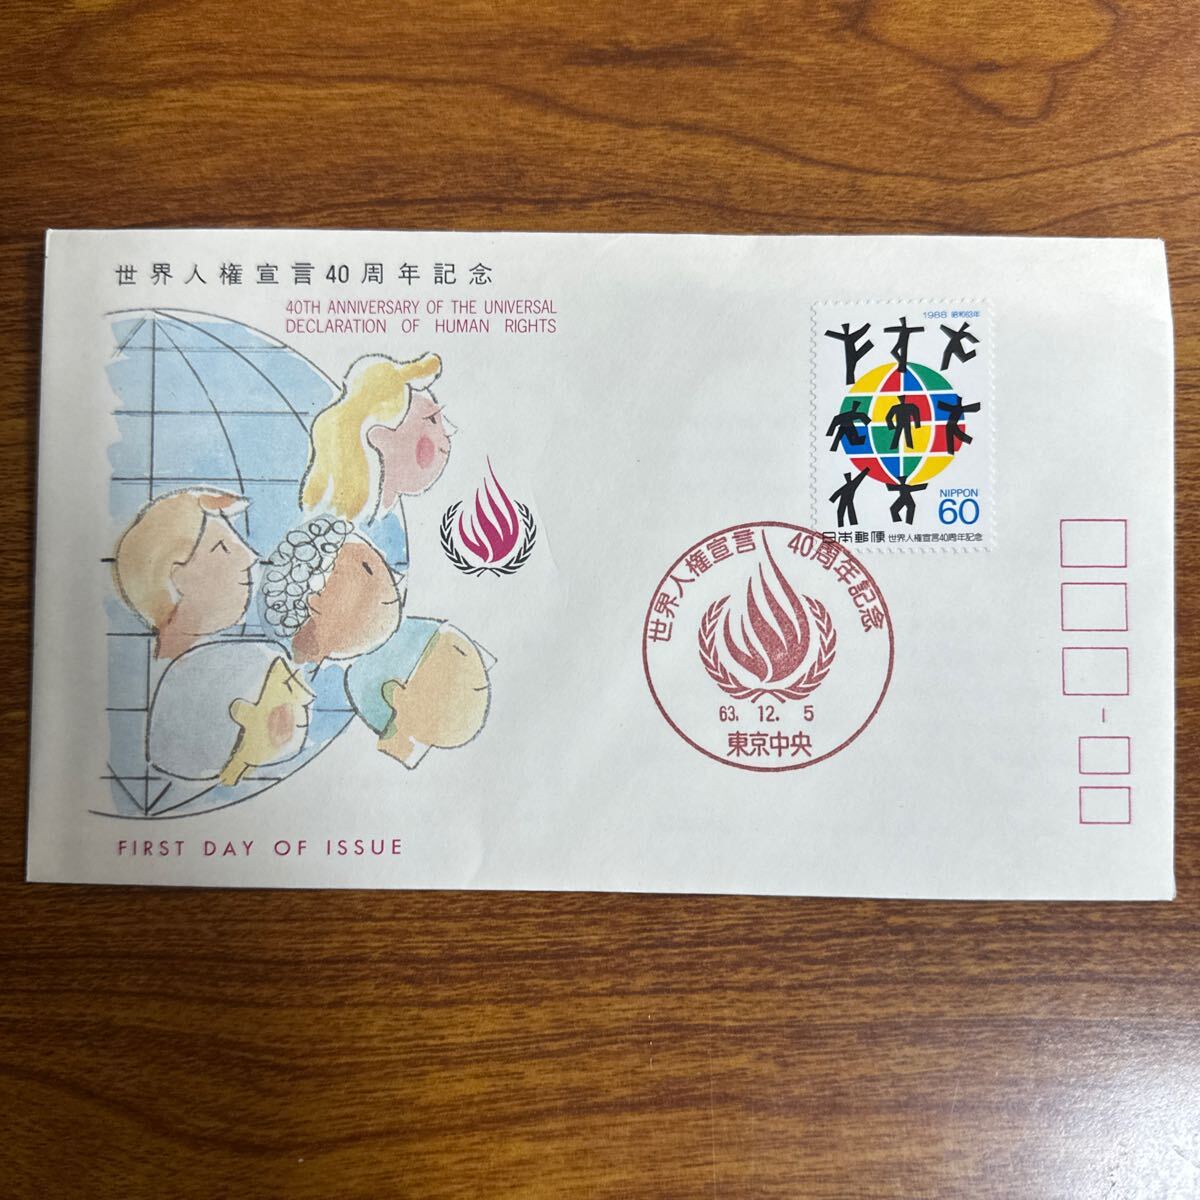 世界人権宣言40周年記念
40TH ANNIVERSARY OF THE UNIVERSAL
DECLARATION OF HUMAN RIGHTS
FIRST DAY OF ISSUE
1988 昭和63年
NIPPON
60
日本郵便 世界人権宣言40周年記念
世界人権宣言 40周年記念
63. 12. 5
東京中央